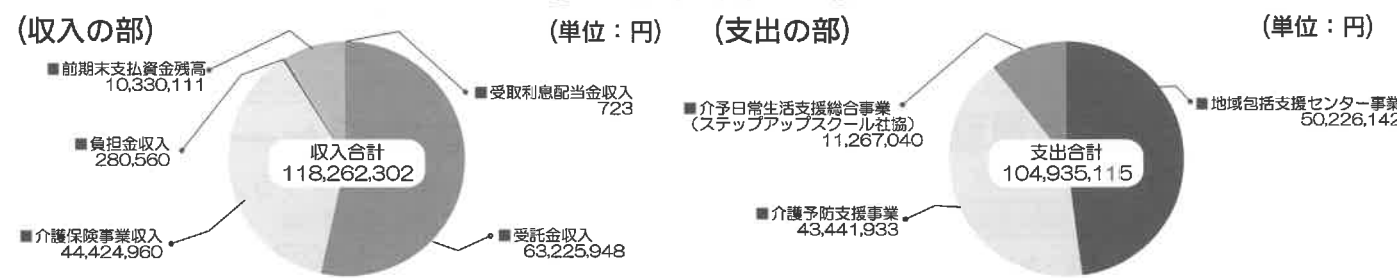 (収入の部)
(単位：円)
■前期末支払資金残高
10,330,111
■受取利息配当金収入
723
■負担金収入
280,560
収入合計
118,262,302
■介護保険事業収入
44,424,960
■受託金収入
63,225,948
(支出の部)
(単位：円)
■介予日常生活支援総合事業
(ステップアップスクール社協)
11,267,040
■地域包括支援センター事業
50,226,142
支出合計
104,935,115
■介護予防支援事業
43,441,933